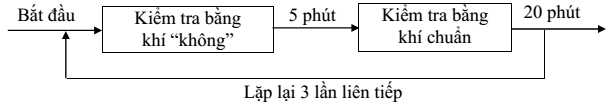 Bắt đầu
Kiểm tra bằng
khí “không”
5 phút
Kiểm tra bằng
khí chuẩn
20 phút
Lặp lại 3 lần liên tiếp